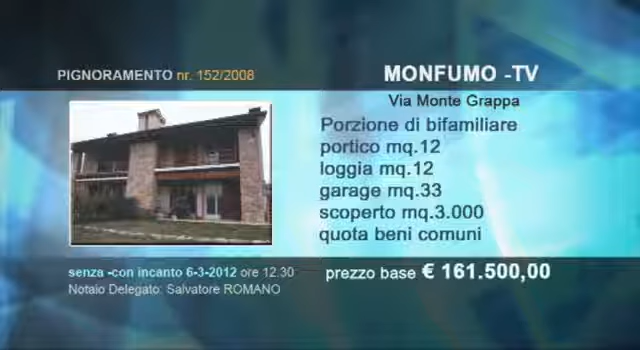 PIGNORAMENTO nr. 152/2008
MONFUMO -TV
Via Monte Grappa
Porzione di bifamiliare
portico mq.12
loggia mq.12
garage mq.33
scoperto mq.3.000
quota beni comuni
senza -con incanto 6-3-2012 ore 12.30
Notaio Delegato: Salvatore ROMANO
prezzo base € 161.500,00